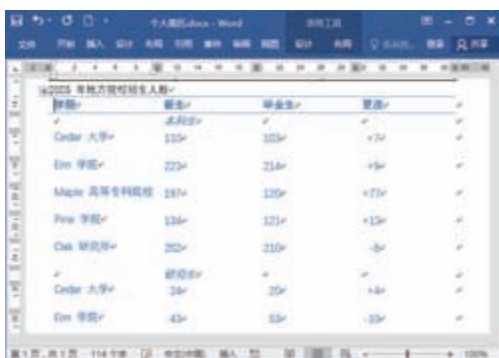 个人简历.docx - Word
表格工具
文件 开始 插入 设计 布局 引用 邮件 审阅 视图 设计 布局 登录 共享
2005 年地方院校招生人数
学院 新生 毕业生 更改
本科生
Cedar 大学 110 103 +7
Elm 学院 223 214 +9
Maple 高等专科院校 197 120 +77
Pine 学院 134 121 +13
Oak 研究所 202 210 -8
研究生
Cedar 大学 24 20 +4
Elm 学院 43 53 -10
第 1 页，共 1 页 114 个字 中文(中国) 插入 100%